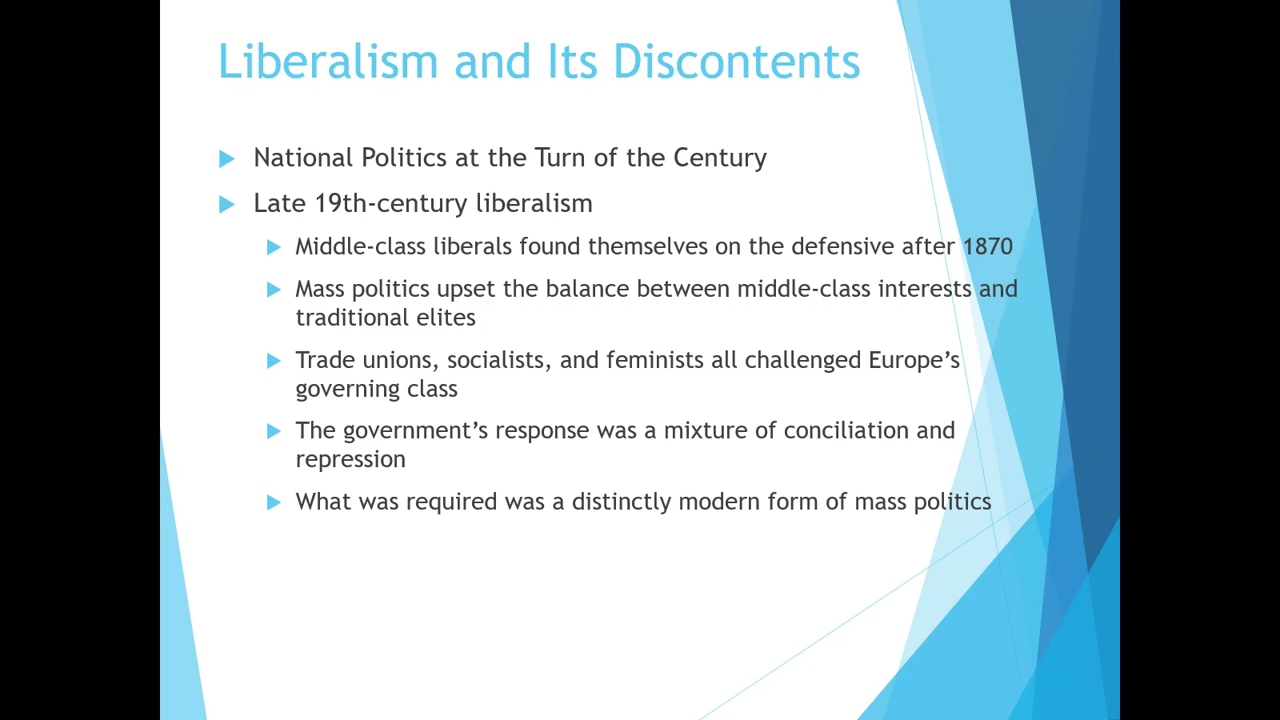 Liberalism and Its Discontents
National Politics at the Turn of the Century
Late 19th-century liberalism
Middle-class liberals found themselves on the defensive after 1870
Mass politics upset the balance between middle-class interests and
traditional elites
Trade unions, socialists, and feminists all challenged Europe’s
governing class
The government’s response was a mixture of conciliation and
repression
What was required was a distinctly modern form of mass politics